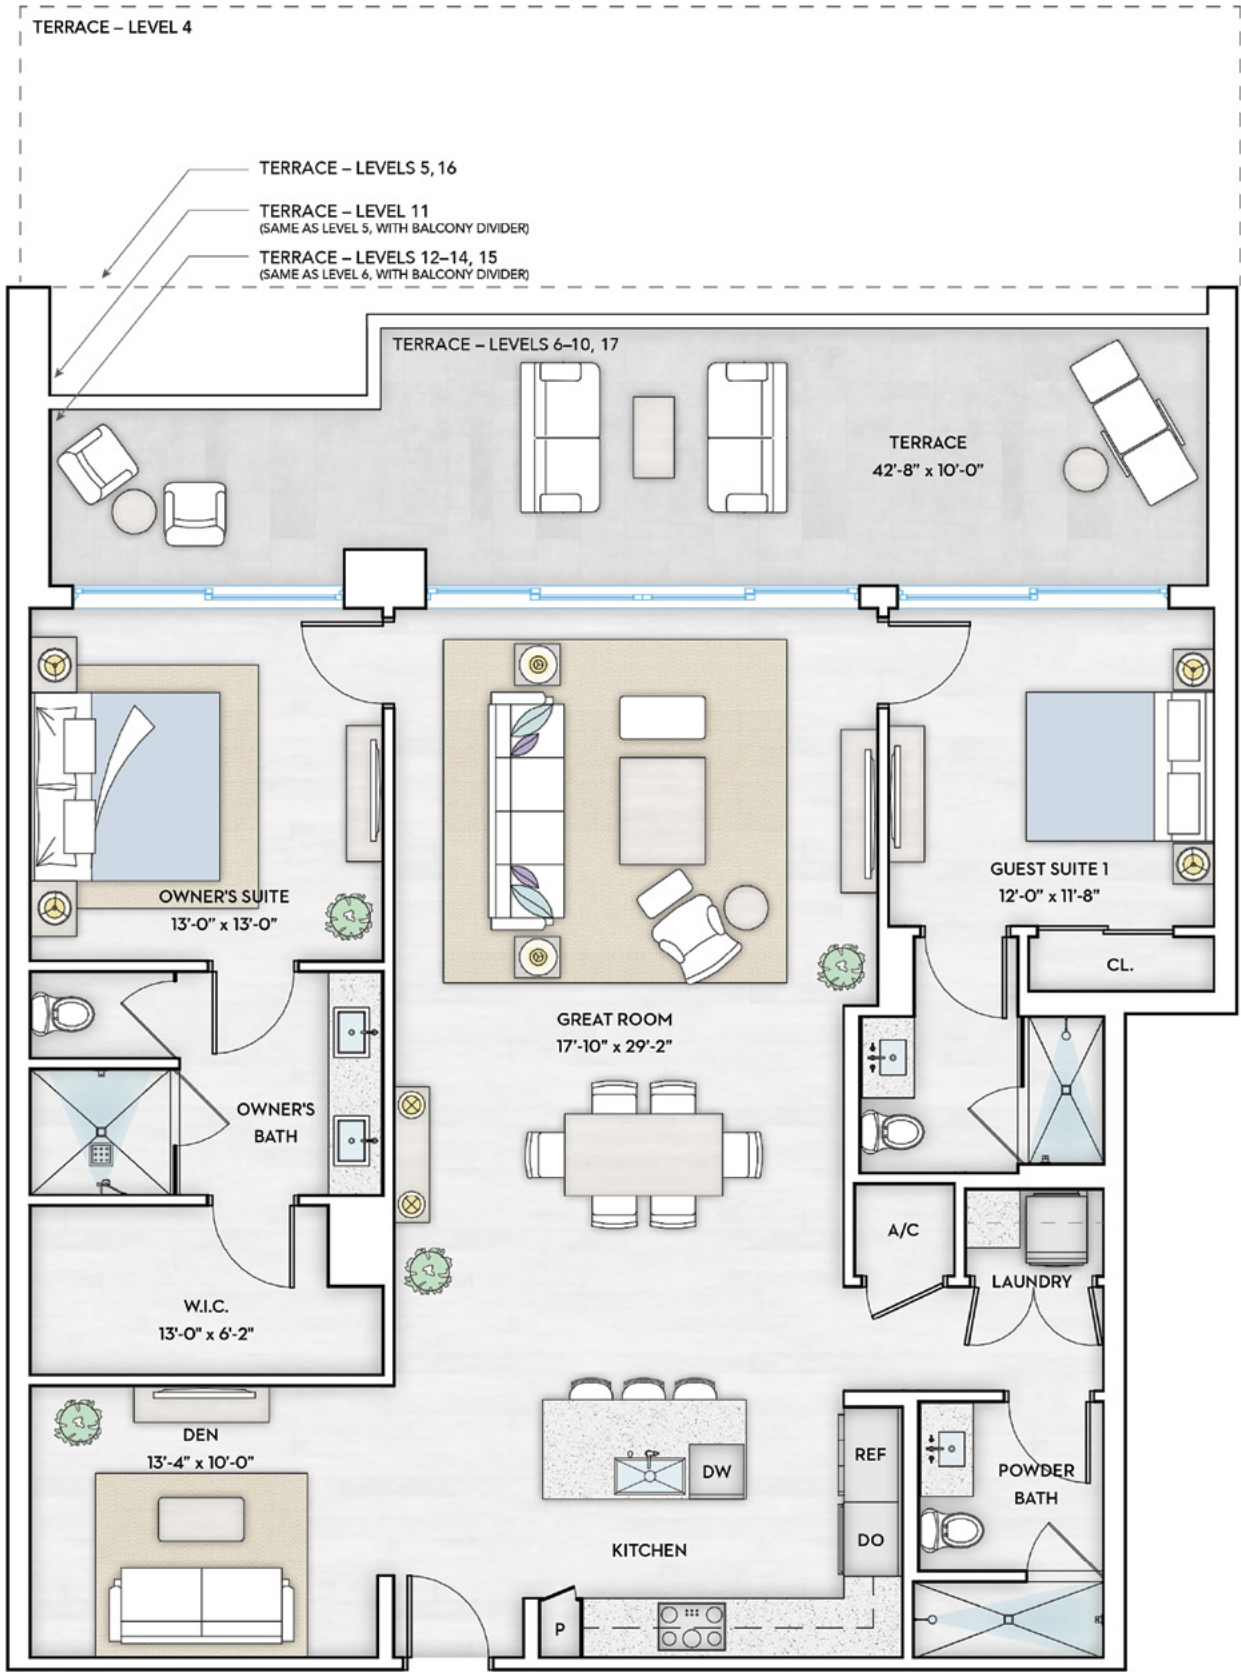 TERRACE – LEVEL 4
TERRACE – LEVELS 5, 16
TERRACE – LEVEL 11
(SAME AS LEVEL 5, WITH BALCONY DIVIDER)
TERRACE – LEVELS 12–14, 15
(SAME AS LEVEL 6, WITH BALCONY DIVIDER)
TERRACE – LEVELS 6–10, 17
TERRACE
42'-8" x 10'-0"
OWNER'S SUITE
13'-0" x 13'-0"
GUEST SUITE 1
12'-0" x 11'-8"
CL.
GREAT ROOM
17'-10" x 29'-2"
OWNER'S
BATH
A/C
LAUNDRY
W.I.C.
13'-0" x 6'-2"
DEN
13'-4" x 10'-0"
DW
REF
DO
POWDER
BATH
KITCHEN
P